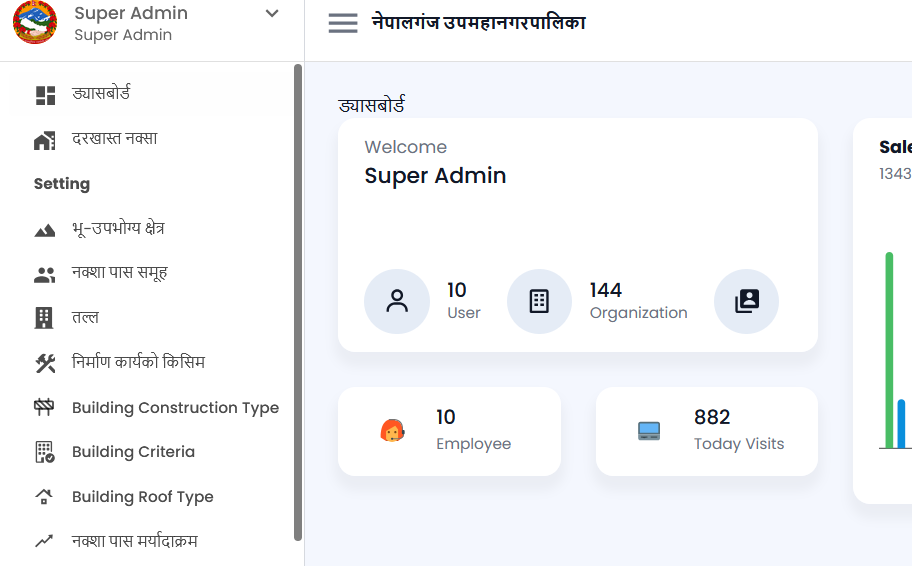 Super Admin
Super Admin
ड्यासबोर्ड
दरखास्त नक्सा
Setting
भू-उपभोग्य क्षेत्र
नक्शा पास समूह
तल्ल
निर्माण कार्यको किसिम
Building Construction Type
Building Criteria
Building Roof Type
नक्शा पास मर्यादाक्रम
नेपालगंज उपमहानगरपालिका
ड्यासबोर्ड
Welcome
Super Admin
10
User
144
Organization
10
Employee
882
Today Visits
Sale
1343